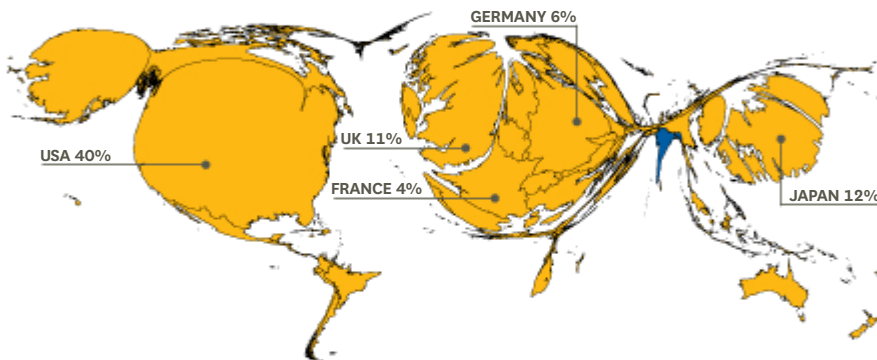 GERMANY 6%
UK 11%
USA 40%
FRANCE 4%
JAPAN 12%